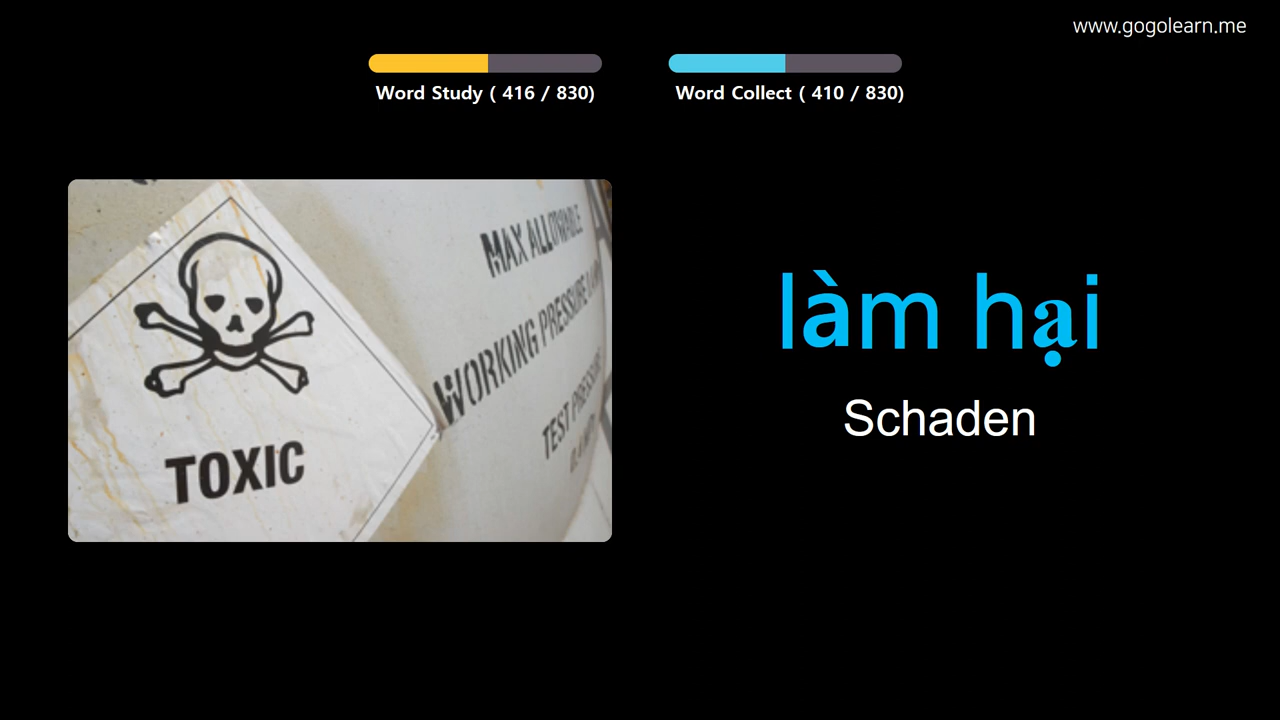 www.gogolearn.me
Word Study ( 416 / 830)
Word Collect ( 410 / 830)
MAX ALLOWABLE
WORKING PRESSURE
TEST PRESSURE
TOXIC
làm hại
Schaden